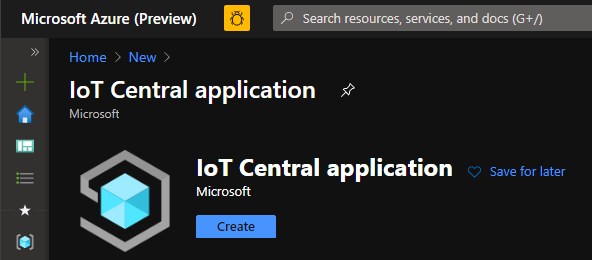 Microsoft Azure (Preview)
Search resources, services, and docs (G+/)
Home > New >
IoT Central application
Microsoft
IoT Central application
Save for later
Microsoft
Create